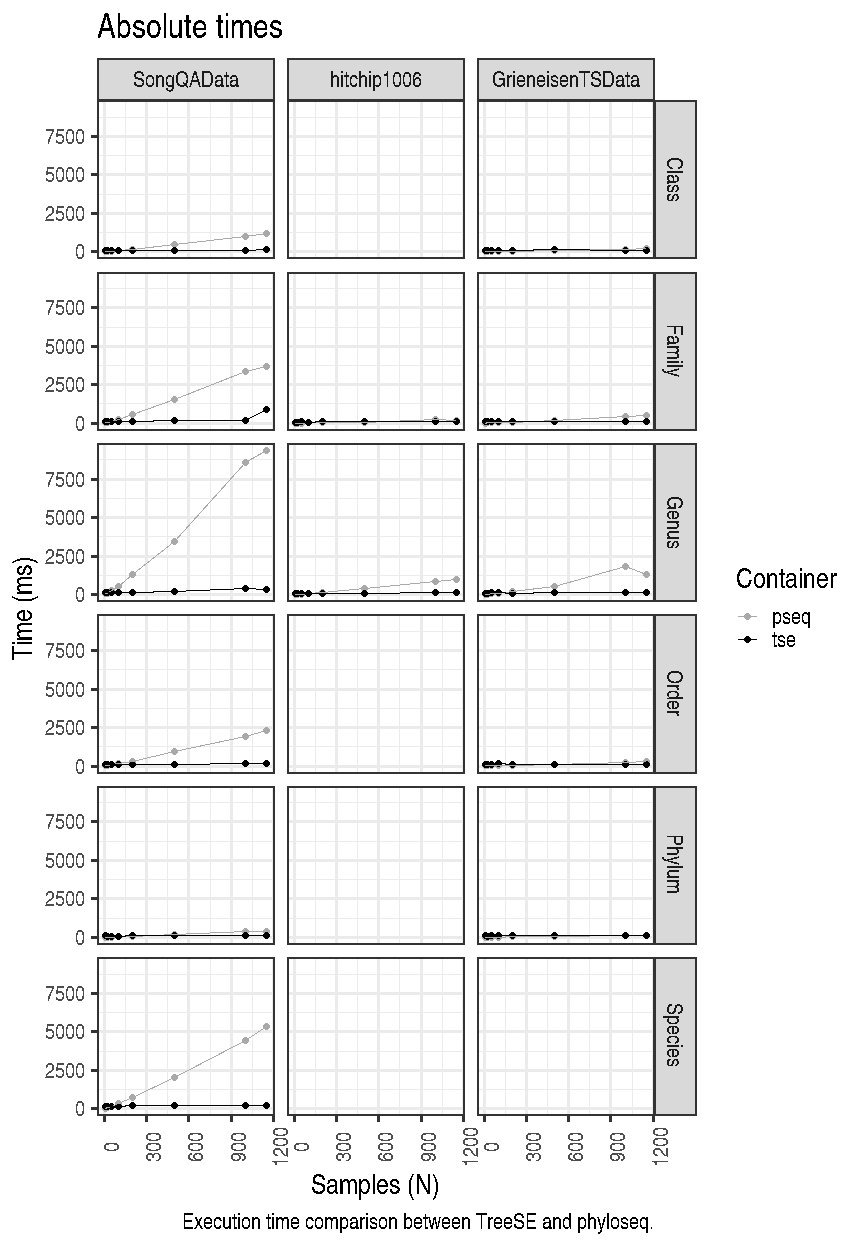 Absolute times
SongQAData
hitchip1006
GrieneisenTSData
7500
5000
2500
0
Class
7500
5000
2500
0
Family
7500
5000
2500
0
Genus
7500
5000
2500
0
Order
7500
5000
2500
0
Phylum
7500
5000
2500
0
Species
Time (ms)
0
300
600
900
1200
0
300
600
900
1200
0
300
600
900
1200
Samples (N)
Container
pseq
tse
Execution time comparison between TreeSE and phyloseq.